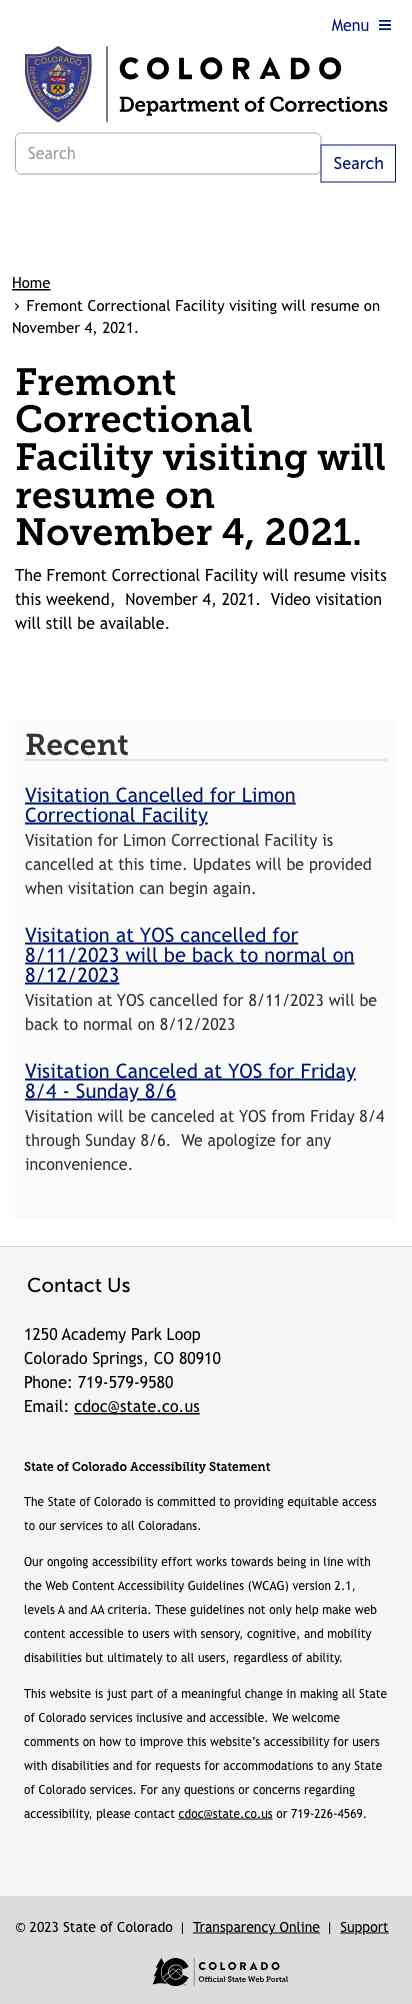 Menu
COLORADO
Department of Corrections
COLORADO
Search
Search
Home
› Fremont Correctional Facility visiting will resume on
November 4, 2021.
Fremont
Correctional
Facility visiting will
resume on
November 4, 2021.
The Fremont Correctional Facility will resume visits
this weekend,  November 4, 2021.  Video visitation
will still be available.
Recent
Visitation Cancelled for Limon
Correctional Facility
Visitation for Limon Correctional Facility is
cancelled at this time. Updates will be provided
when visitation can begin again.
Visitation at YOS cancelled for
8/11/2023 will be back to normal on
8/12/2023
Visitation at YOS cancelled for 8/11/2023 will be
back to normal on 8/12/2023
Visitation Canceled at YOS for Friday
8/4 - Sunday 8/6
Visitation will be canceled at YOS from Friday 8/4
through Sunday 8/6.  We apologize for any
inconvenience.
Contact Us
1250 Academy Park Loop
Colorado Springs, CO 80910
Phone: 719-579-9580
Email: cdoc@state.co.us
State of Colorado Accessibility Statement
The State of Colorado is committed to providing equitable access
to our services to all Coloradans.
Our ongoing accessibility effort works towards being in line with
the Web Content Accessibility Guidelines (WCAG) version 2.1,
levels A and AA criteria. These guidelines not only help make web
content accessible to users with sensory, cognitive, and mobility
disabilities but ultimately to all users, regardless of ability.
This website is just part of a meaningful change in making all State
of Colorado services inclusive and accessible. We welcome
comments on how to improve this website’s accessibility for users
with disabilities and for requests for accommodations to any State
of Colorado services. For any questions or concerns regarding
accessibility, please contact cdoc@state.co.us or 719-226-4569.
© 2023 State of Colorado | Transparency Online | Support
COLORADO
Official State Web Portal